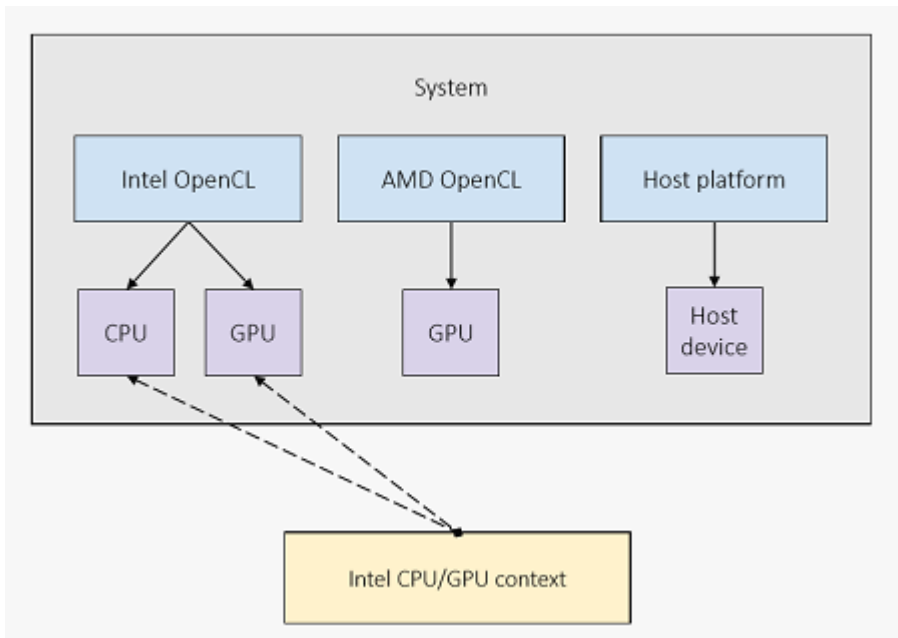 System
Intel OpenCL
AMD OpenCL
Host platform
CPU
GPU
GPU
Host
device
Intel CPU/GPU context